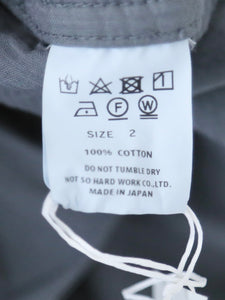 F W
SIZE 2
100% COTTON
DO NOT TUMBLE DRY
NOT SO HARD WORK CO.,LTD.
MADE IN JAPAN